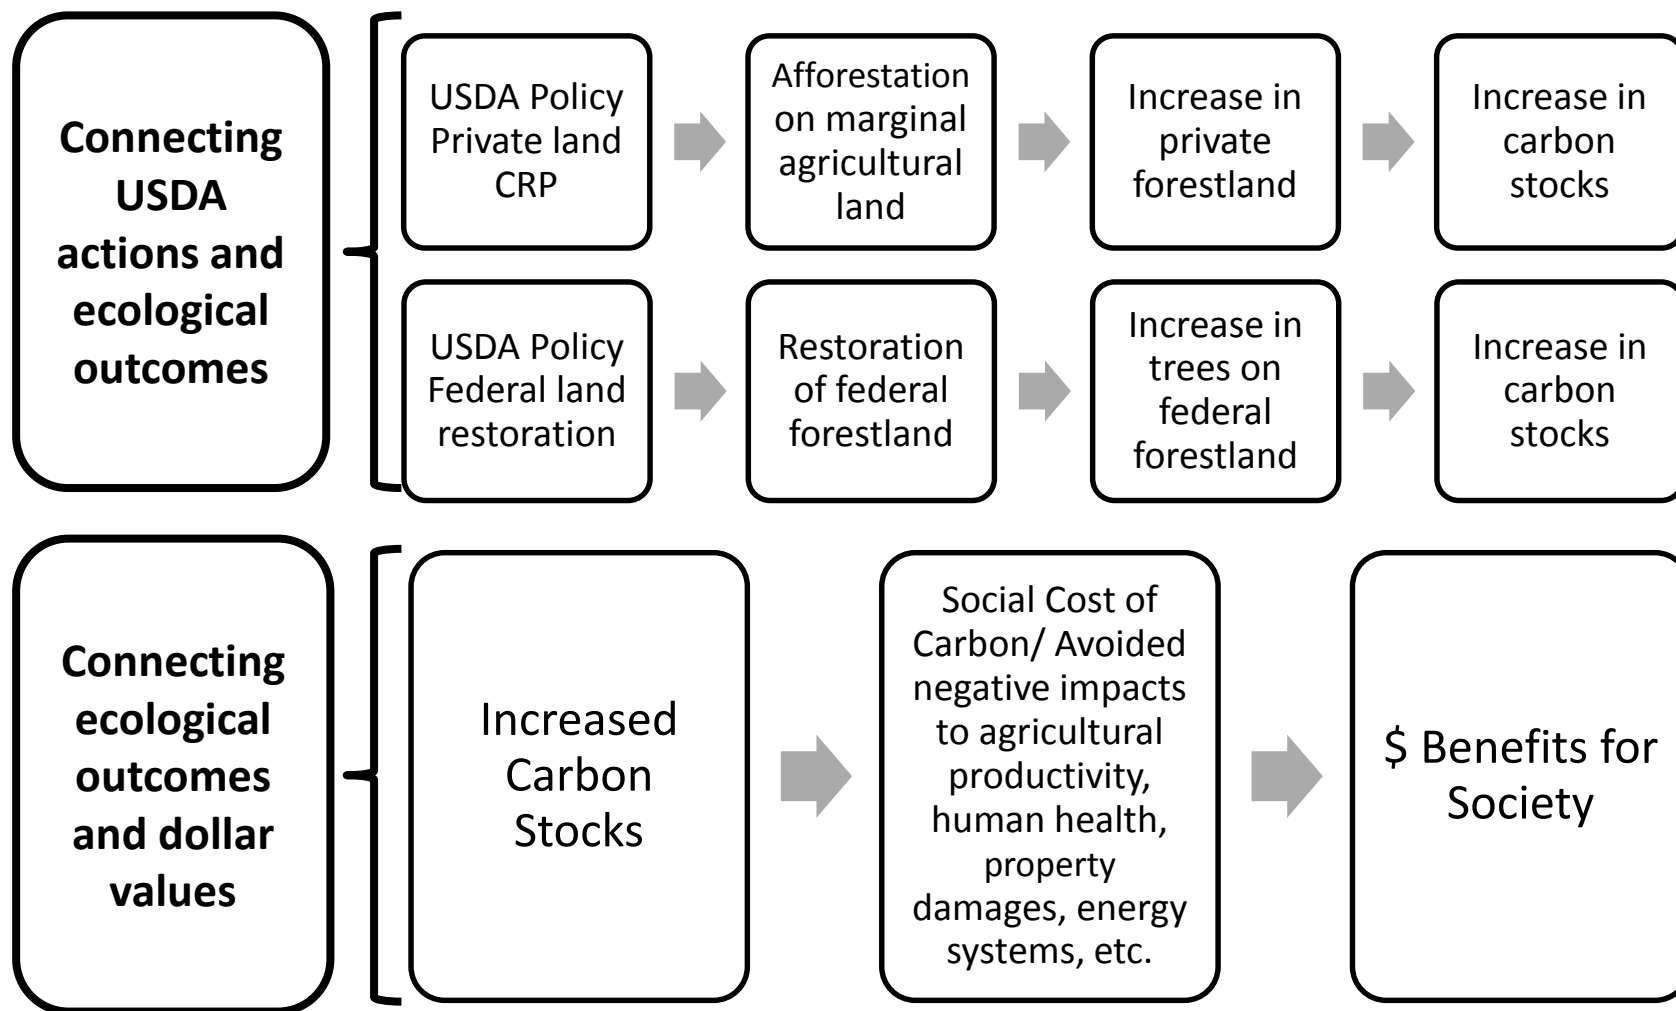 Connecting
USDA
actions and
ecological
outcomes
USDA Policy
Private land
CRP
Afforestation
on marginal
agricultural
land
Increase in
private
forestland
Increase in
carbon
stocks
USDA Policy
Federal land
restoration
Restoration
of federal
forestland
Increase in
trees on
federal
forestland
Increase in
carbon
stocks
Connecting
ecological
outcomes
and dollar
values
Increased
Carbon
Stocks
Social Cost of
Carbon/ Avoided
negative impacts
to agricultural
productivity,
human health,
property
damages, energy
systems, etc.
$ Benefits for
Society